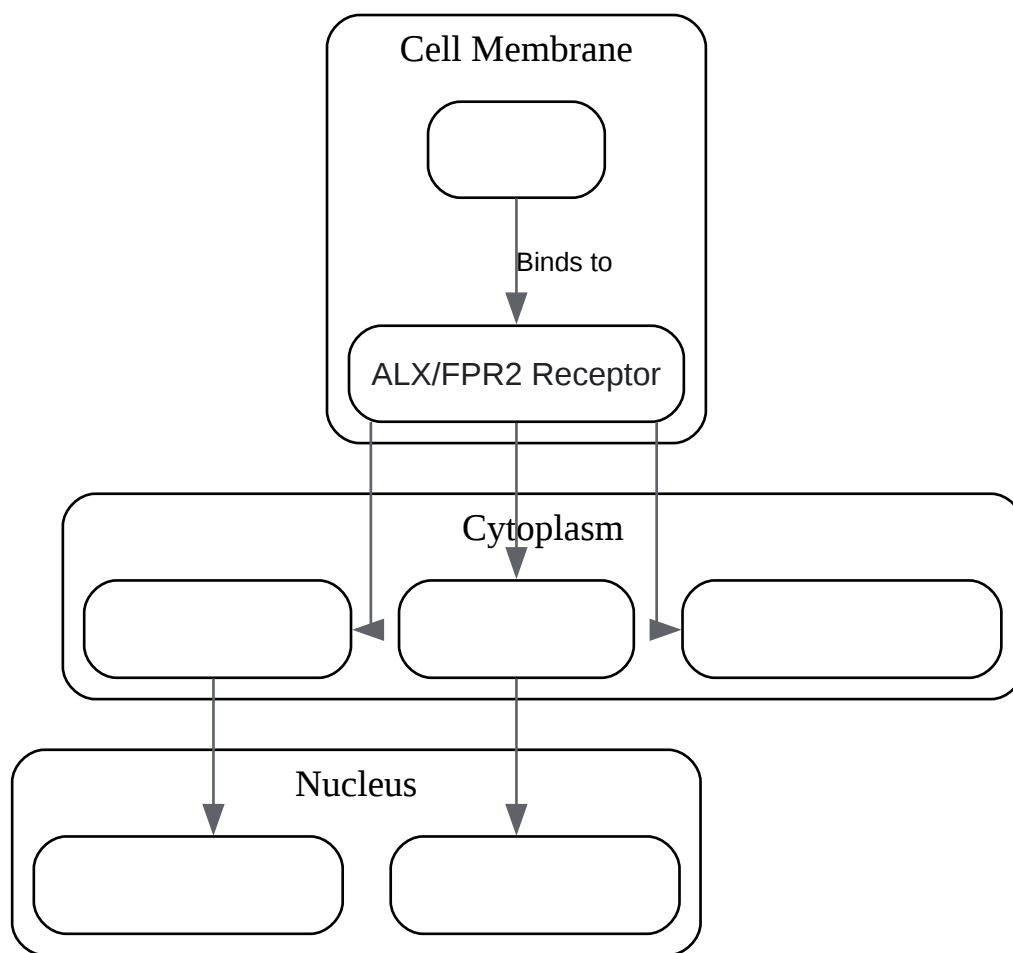 Cell Membrane
Binds to
ALX/FPR2 Receptor
Cytoplasm
Nucleus